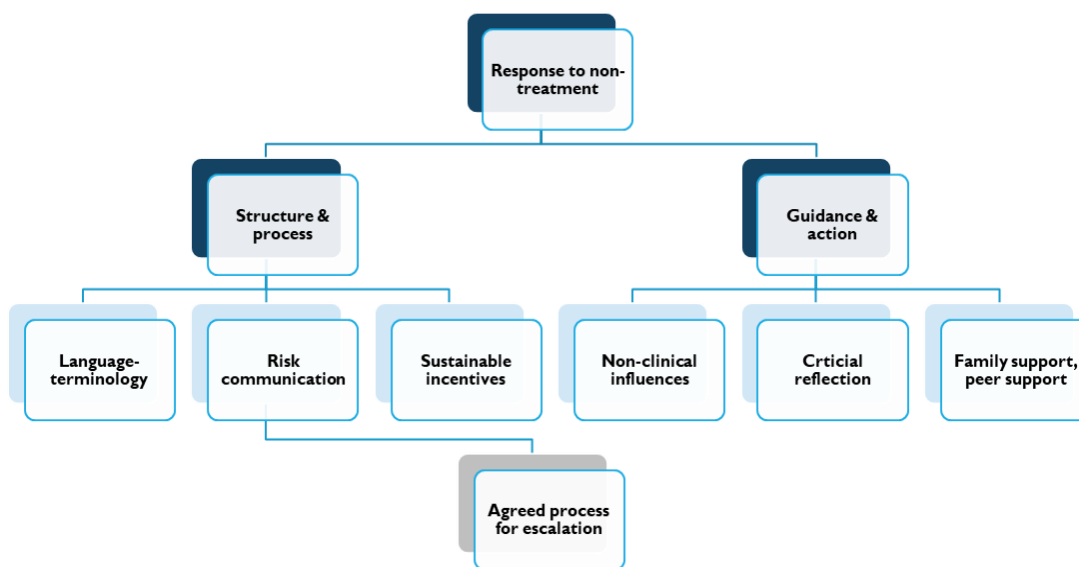 Response to non-
treatment
Structure &
process
Guidance &
action
Language-
terminology
Risk
communication
Sustainable
incentives
Non-clinical
influences
Crticial
reflection
Family support,
peer support
Agreed process
for escalation